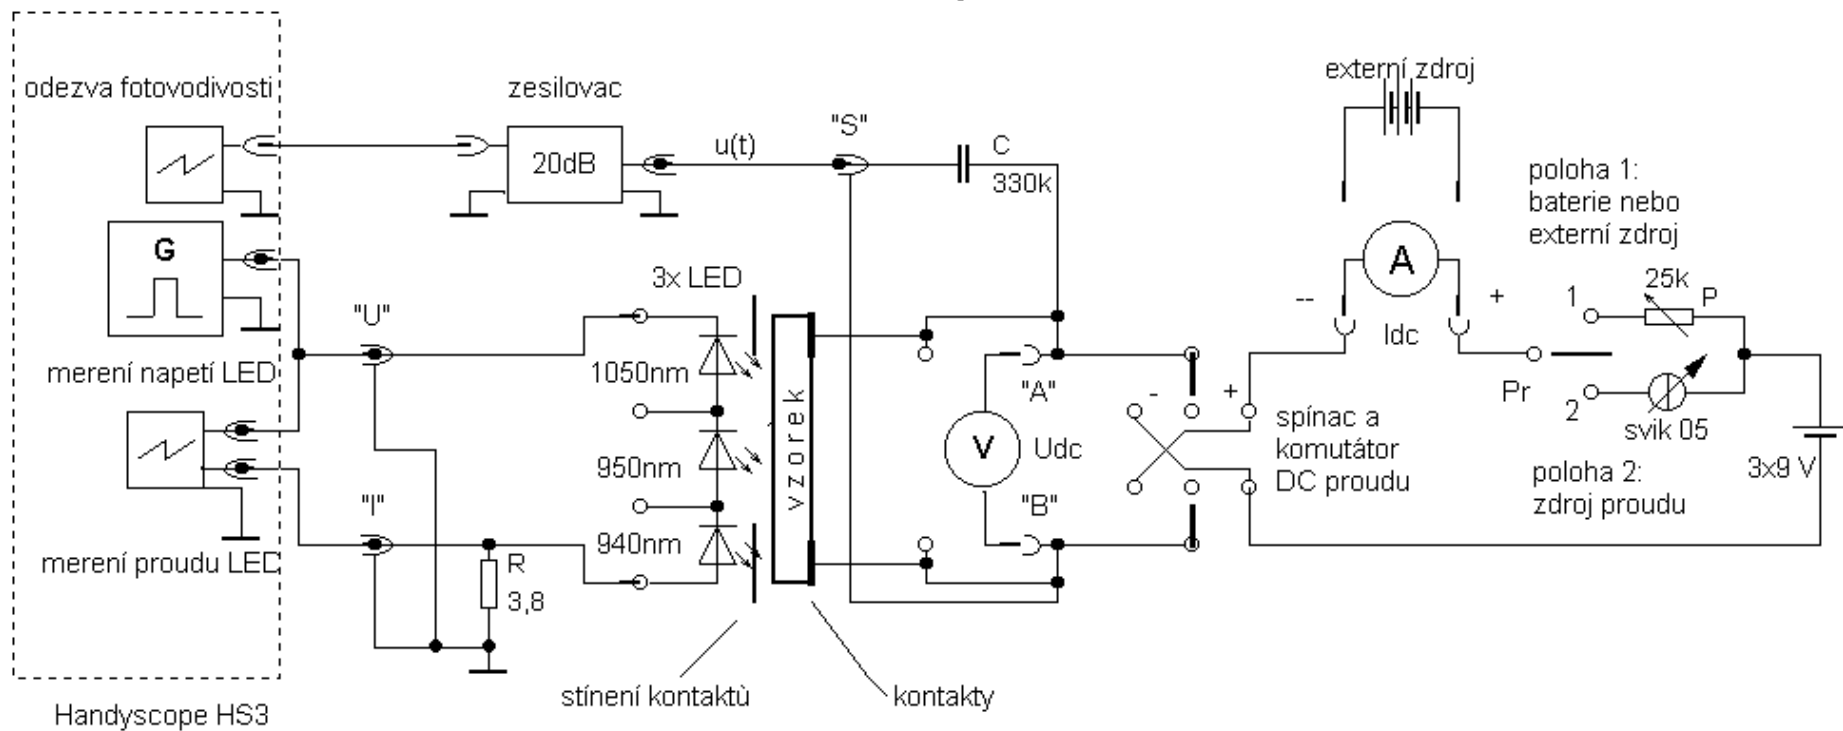 odezva fotovodivosti
zesilovac
"S"
externí zdroj
20dB
u(t)
C
330k
poloha 1:
baterie nebo
externí zdroj
G
A
3x LED
"U"
--
+
Idc
25k
P
1
merení napetí LED
1050nm
"A"
Pr
2
svik 05
- +
spínac a
komutátor
DC proudu
V
Udc
vzorek
950nm
3x9 V
poloha 2:
zdroj proudu
"I"
"B"
merení proudu LED
940nm
R
3,8
stínení kontaktù
kontakty
Handyscope HS3